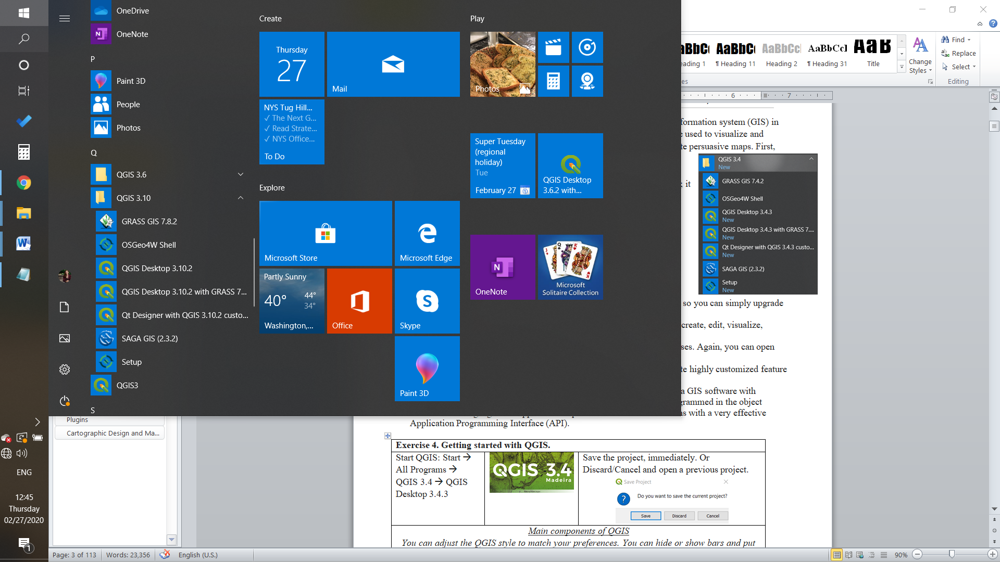 OneDrive
OneNote
P
Paint 3D
People
Photos
Q
QGIS 3.6
QGIS 3.10
GRASS GIS 7.8.2
OSGeo4W Shell
QGIS Desktop 3.10.2
QGIS Desktop 3.10.2 with GRASS 7...
Qt Designer with QGIS 3.10.2 custo...
SAGA GIS (2.3.2)
Setup
QGIS3
S
Create
Thursday
27
Mail
NYS Tug Hill...
✓ The Next G...
✓ Read Strate...
✓ NYS Office...
To Do
Explore
Microsoft Store
Microsoft Edge
Partly Sunny
40°
44°
34°
Washington,...
Office
Skype
Paint 3D
Play
Photos
Super Tuesday
(regional
holiday)
Tue
February 27
QGIS Desktop
3.6.2 with...
OneNote
Microsoft
Solitaire Collection
AaBbCc
AaBbCc
AaBbCc
AaBbCcI
AaB
eading 1
¶ Heading 11
Heading 2
¶ Heading 31
Title
Change
Styles
Find
Replace
Select
es
Editing
6
7
formation system (GIS) in
e used to visualize and
te persuasive maps. First,
: it
QGIS 3.4
New
GRASS GIS 7.4.2
OSGeo4W Shell
QGIS Desktop 3.4.3
New
QGIS Desktop 3.4.3 with GRASS 7....
New
Qt Designer with QGIS 3.4.3 custo...
New
SAGA GIS (2.3.2)
Setup
New
so you can simply upgrade
create, edit, visualize,
ses. Again, you can open
te highly customized feature
a GIS software with
grammed in the object
s with a very effective
Application Programming Interface (API).
Exercise 4. Getting started with QGIS.
Start QGIS: Start →
All Programs →
QGIS 3.4 → QGIS
Desktop 3.4.3
QGIS 3.4
Madeira
Save the project, immediately. Or
Discard/Cancel and open a previous project.
Save Project
Do you want to save the current project?
Save
Discard
Cancel
Main components of QGIS
You can adjust the QGIS style to match your preferences. You can hide or show bars and put
Plugins
Cartographic Design and Ma...
ENG
12:45
Thursday
02/27/2020
1
Page: 3 of 113
Words: 23,356
English (U.S.)
90%